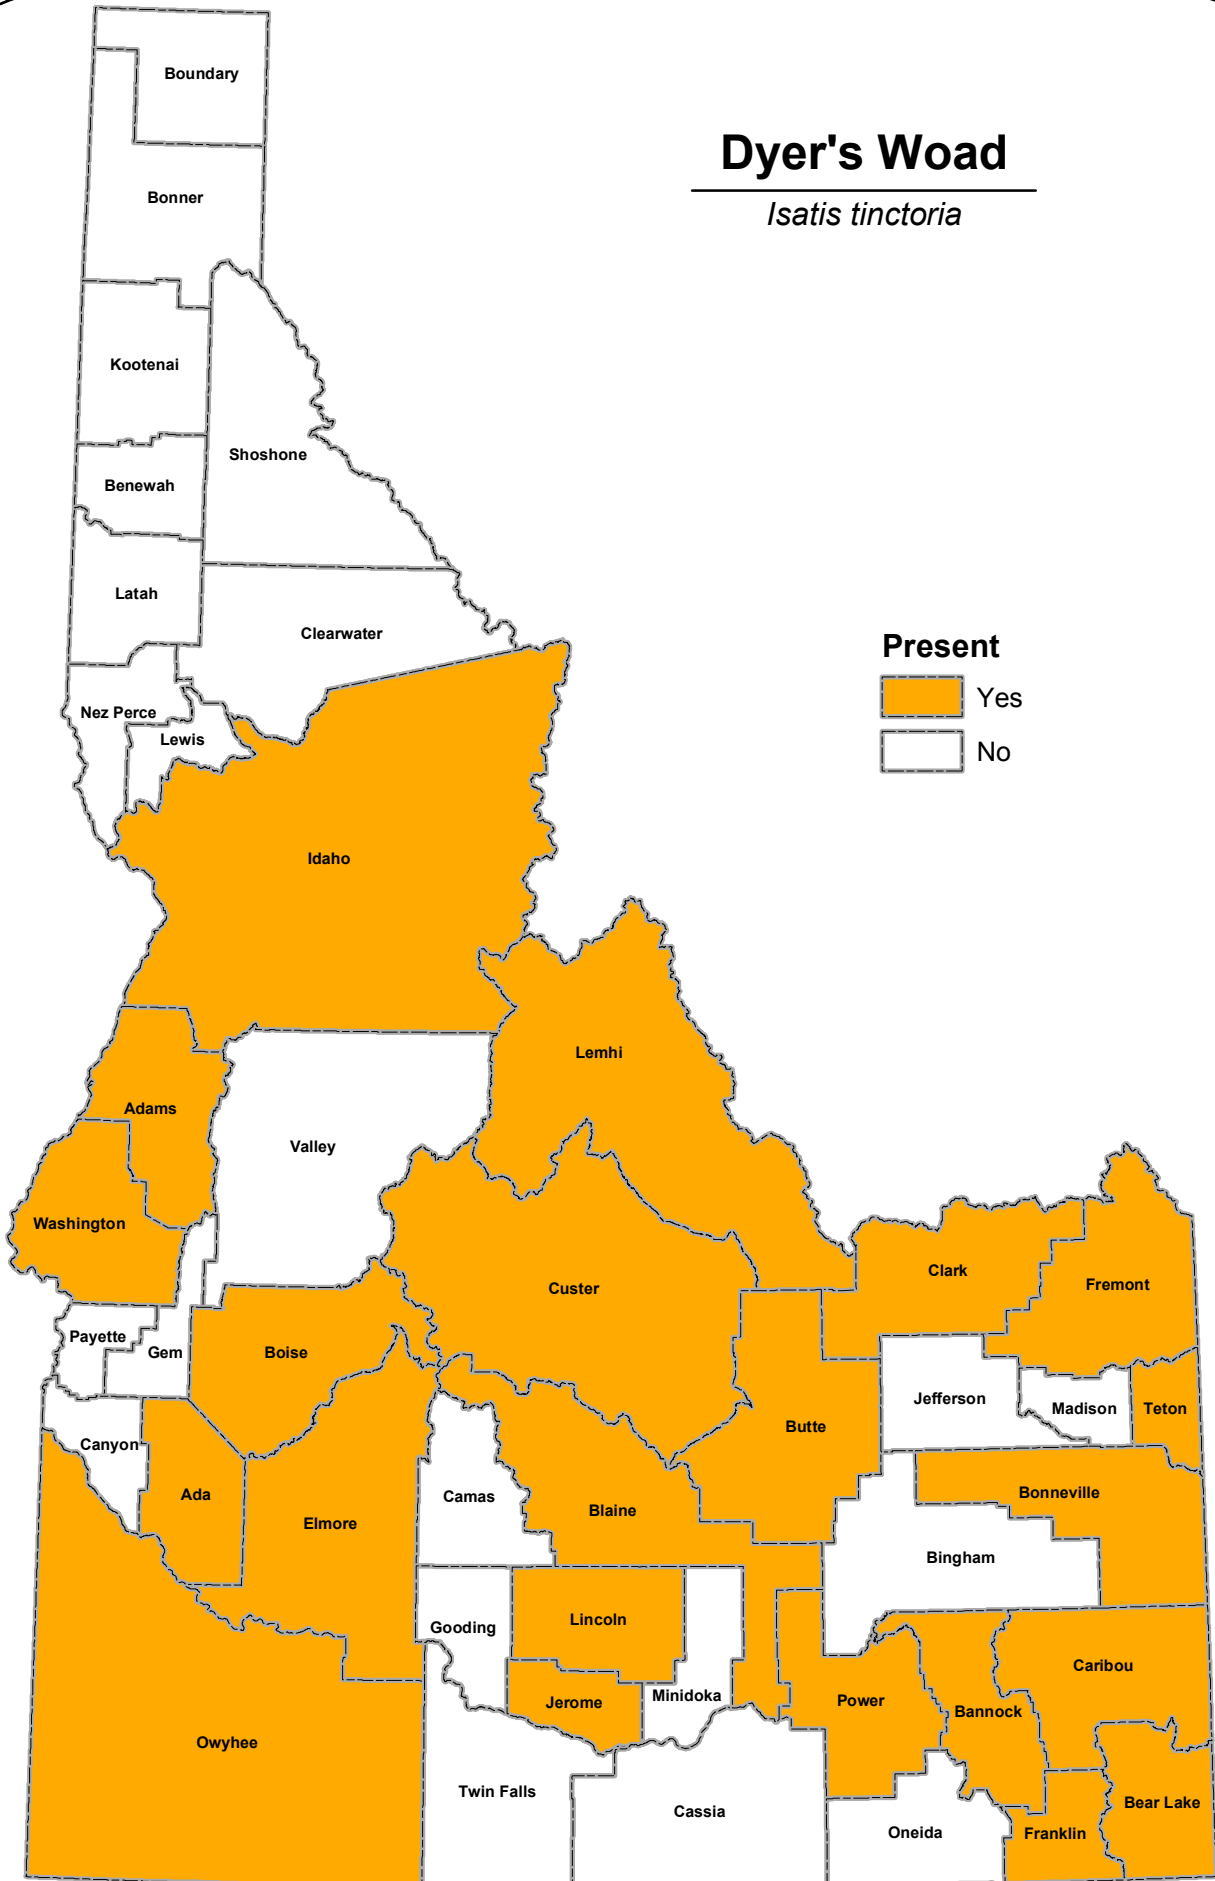 Dyer's Woad
Isatis tinctoria
Boundary
Bonner
Kootenai
Shoshone
Benewah
Latah
Clearwater
Present
Yes
No
Nez Perce
Lewis
Idaho
Lemhi
Adams
Valley
Washington
Custer
Clark
Fremont
Payette
Gem
Boise
Jefferson
Madison
Teton
Butte
Canyon
Ada
Elmore
Camas
Blaine
Bonneville
Bingham
Gooding
Lincoln
Caribou
Jerome
Minidoka
Power
Bannock
Owyhee
Twin Falls
Cassia
Oneida
Franklin
Bear Lake